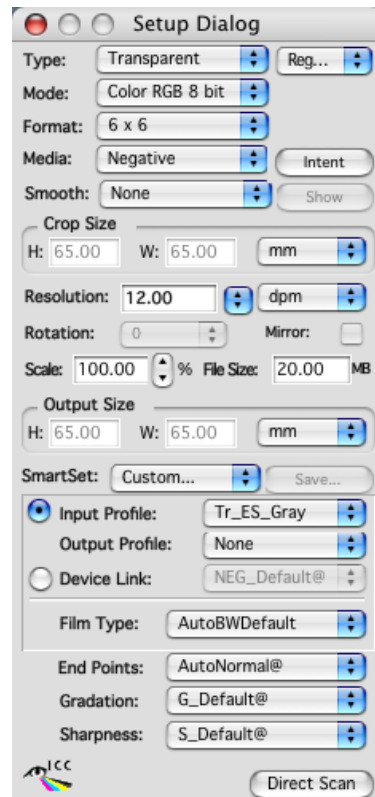 Setup Dialog
Type: Transparent Reg...
Mode: Color RGB 8 bit
Format: 6 x 6
Media: Negative Intent
Smooth: None Show
Crop Size
H: 65.00 W: 65.00 mm
Resolution: 12.00 dpm
Rotation: 0 Mirror:
Scale: 100.00 % File Size: 20.00 MB
Output Size
H: 65.00 W: 65.00 mm
SmartSet: Custom... Save...
Input Profile: Tr_ES_Gray
Output Profile: None
Device Link: NEG_Default@
Film Type: AutoBWDefault
End Points: AutoNormal@
Gradation: G_Default@
Sharpness: S_Default@
ICC Direct Scan